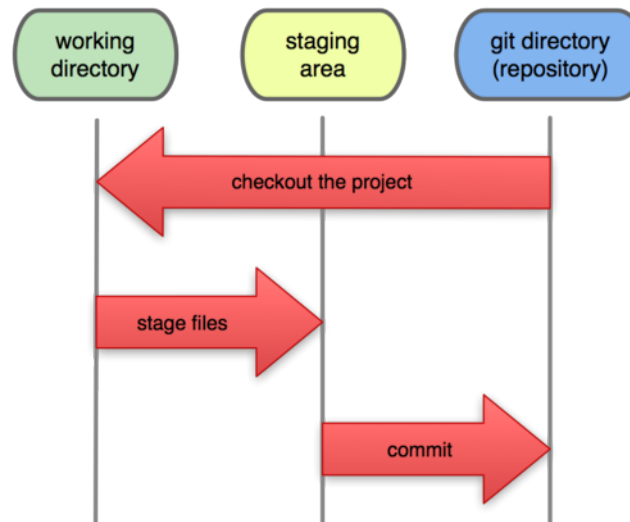 working
directory
staging
area
git directory
(repository)
checkout the project
stage files
commit